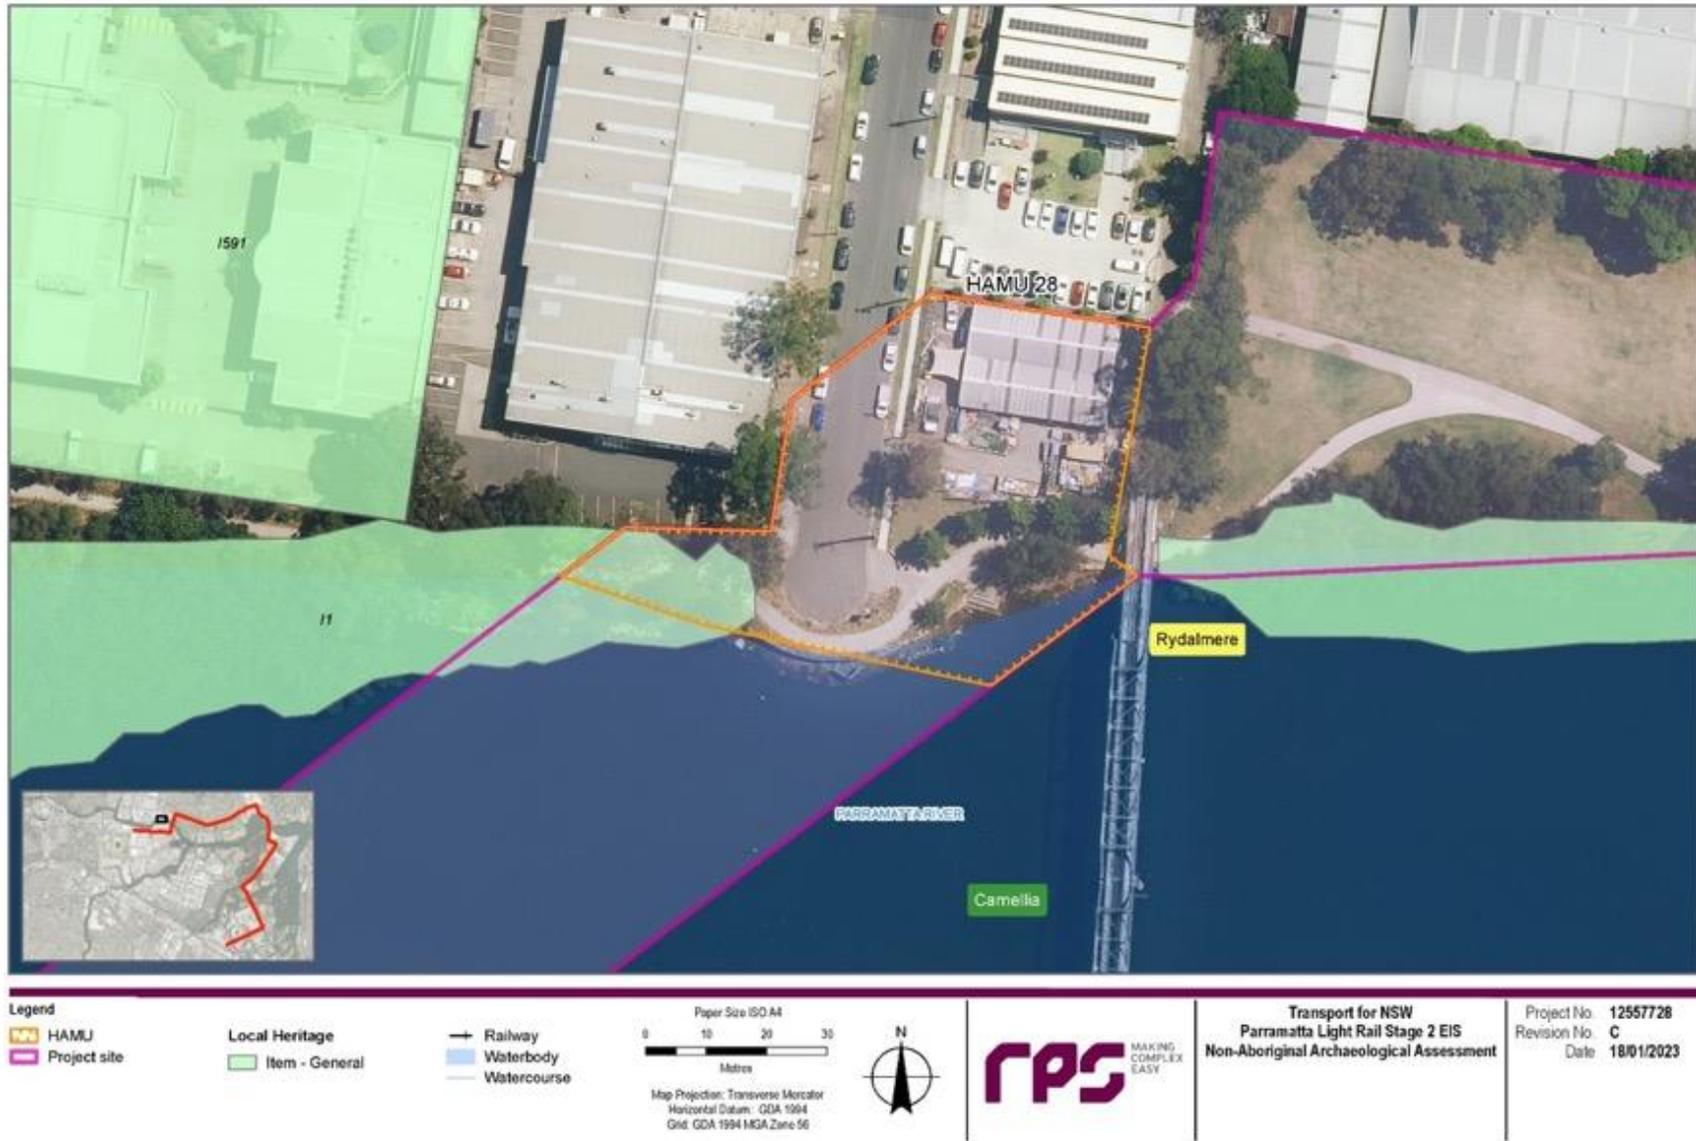 I591
HAMU 28
I1
Rydalmere
PARRAMATTA RIVER
Camellia
Legend
HAMU
Project site
Local Heritage
Item - General
Railway
Waterbody
Watercourse
Paper Size ISO A4
0 10 20 30
Metres
Map Projection: Transverse Mercator
Horizontal Datum: GDA 1994
Grid: GDA 1994 MGA Zone 56
N
rps
MAKING
COMPLEX
EASY
Transport for NSW
Parramatta Light Rail Stage 2 EIS
Non-Aboriginal Archaeological Assessment
Project No. 12557728
Revision No. C
Date 18/01/2023